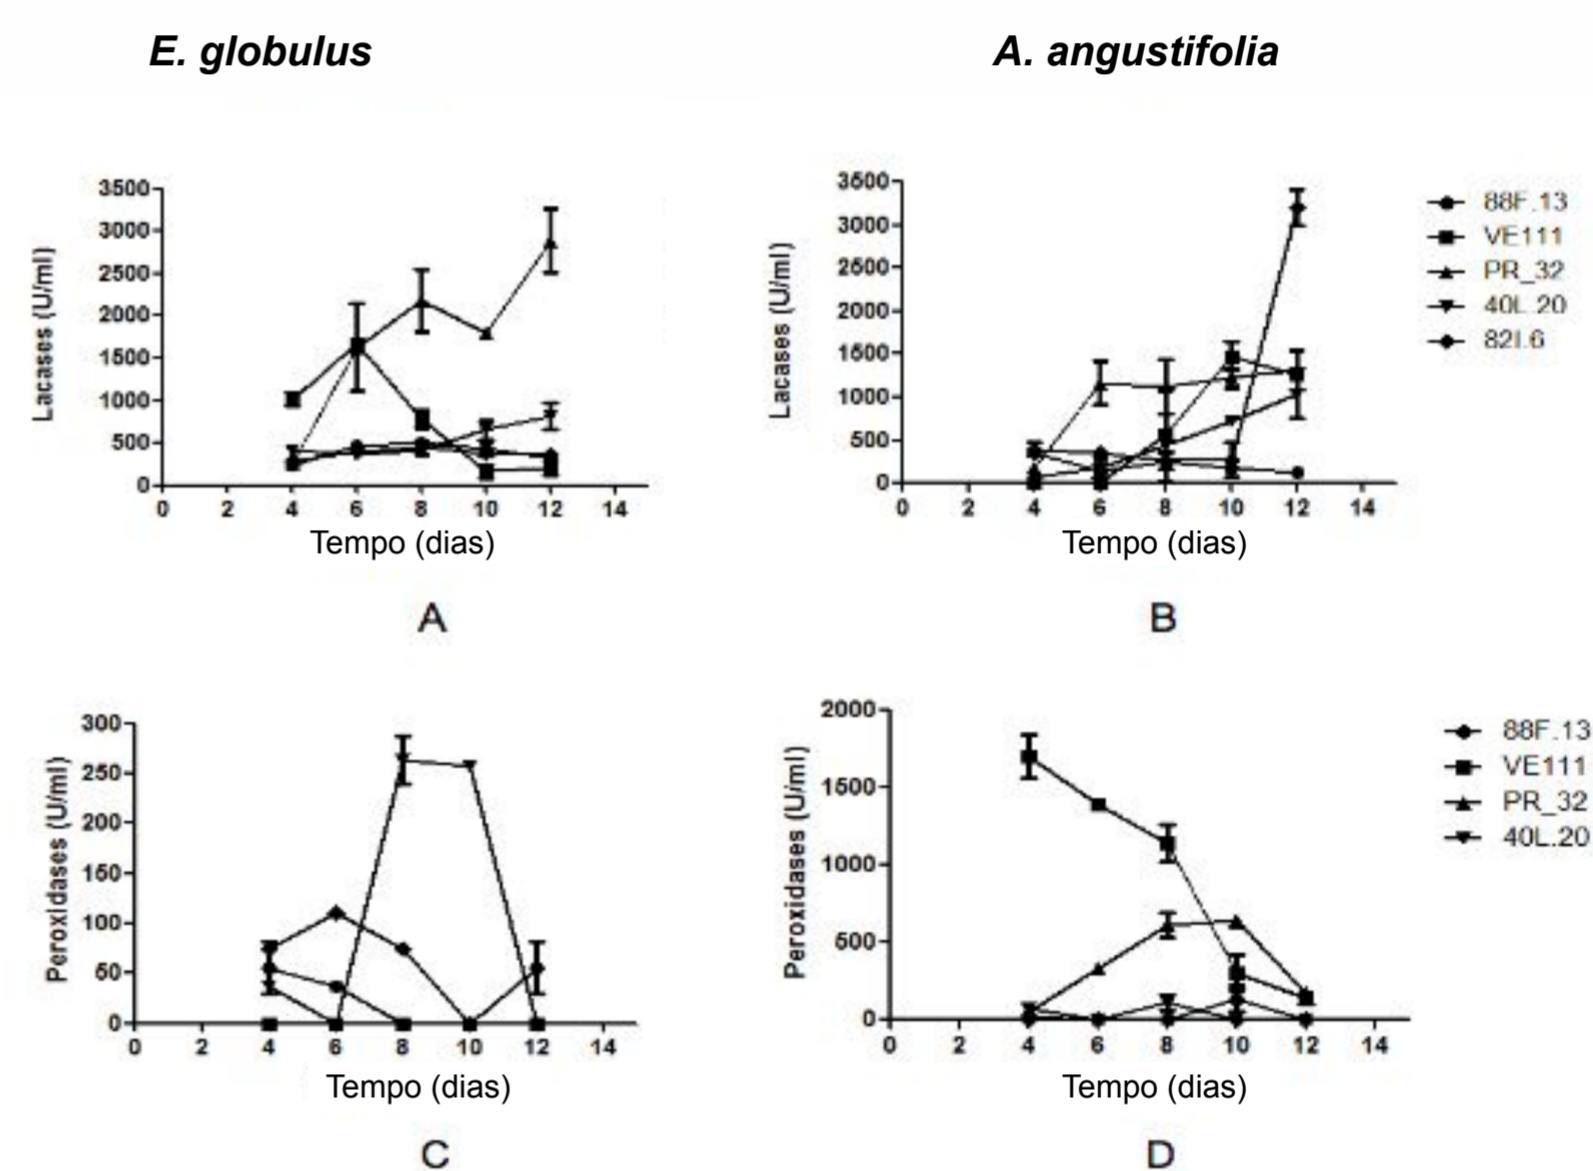 E. globulus
A. angustifolia
Lacases (U/ml)
3500
3000
2500
2000
1500
1000
500
0
0 2 4 6 8 10 12 14
Tempo (dias)
A
Lacases (U/ml)
3500
3000
2500
2000
1500
1000
500
0
0 2 4 6 8 10 12 14
Tempo (dias)
B
88F.13
VE111
PR_32
40L.20
82I.6
Peroxidases (U/ml)
300
250
200
150
100
50
0
0 2 4 6 8 10 12 14
Tempo (dias)
C
Peroxidases (U/ml)
2000
1500
1000
500
0
0 2 4 6 8 10 12 14
Tempo (dias)
D
88F.13
VE111
PR_32
40L.20